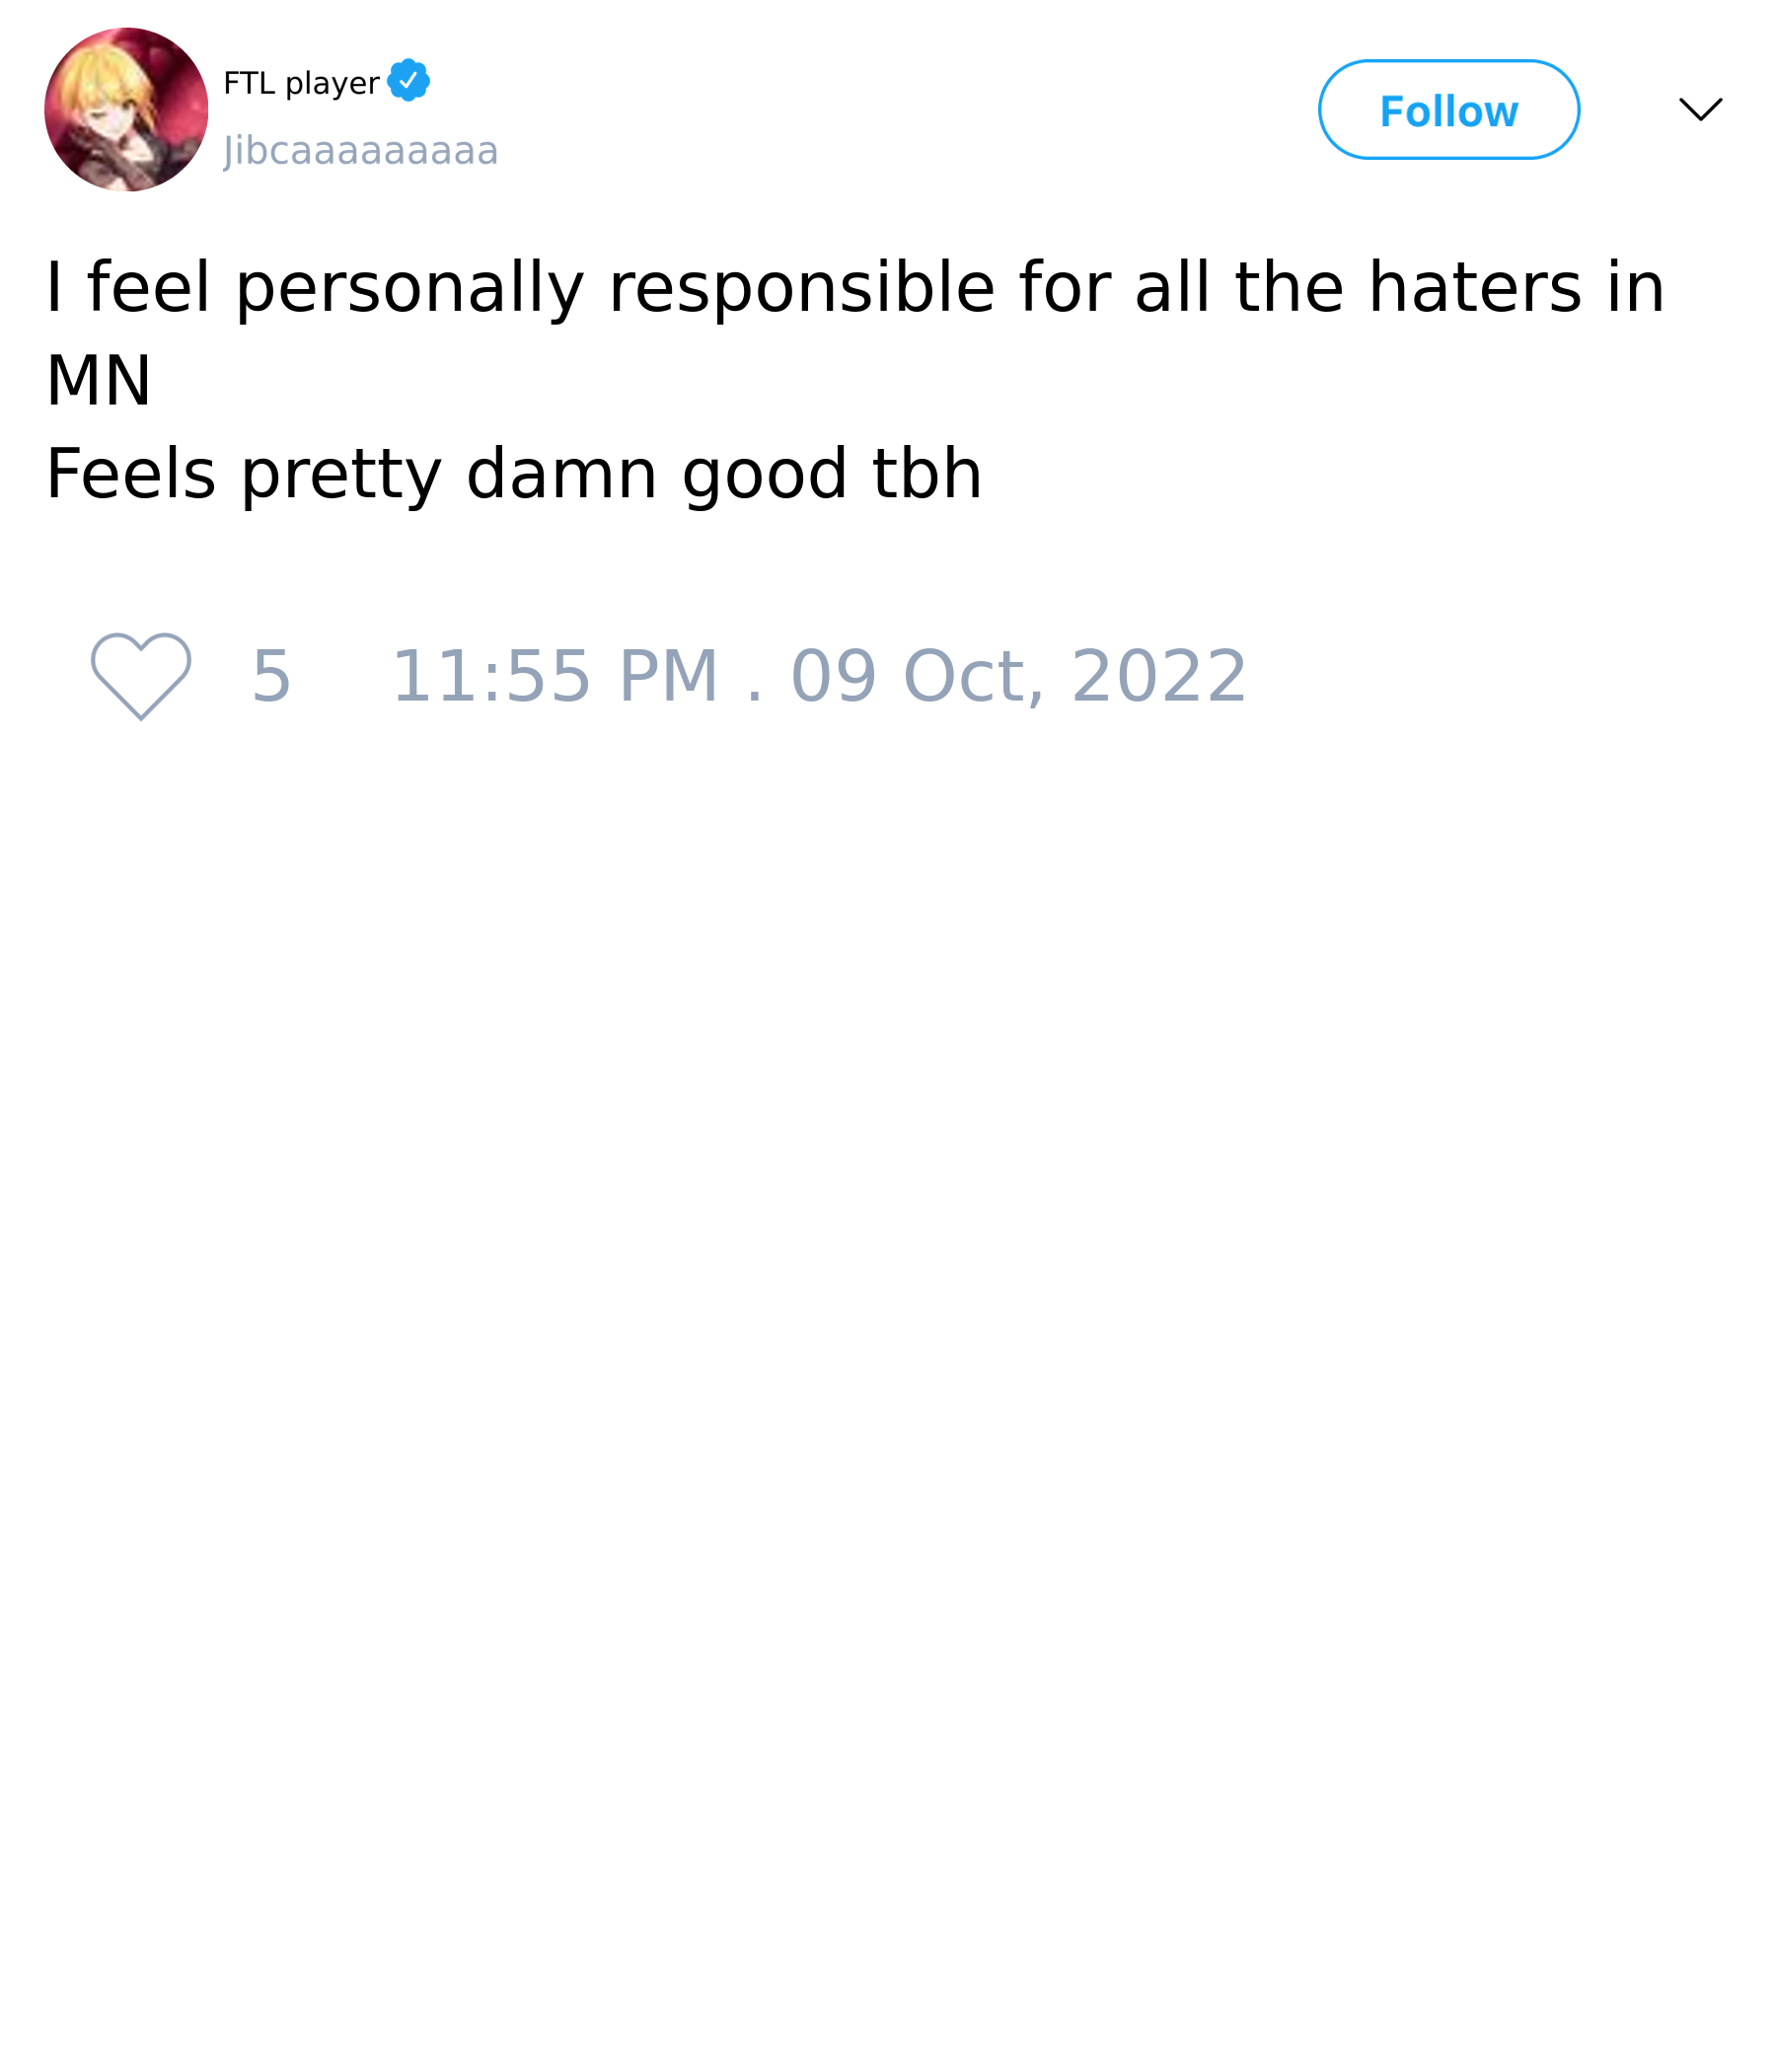 FTL player
Jibcaaaaaaaaa
Follow
I feel personally responsible for all the haters in
MN
Feels pretty damn good tbh
5 11:55 PM . 09 Oct, 2022